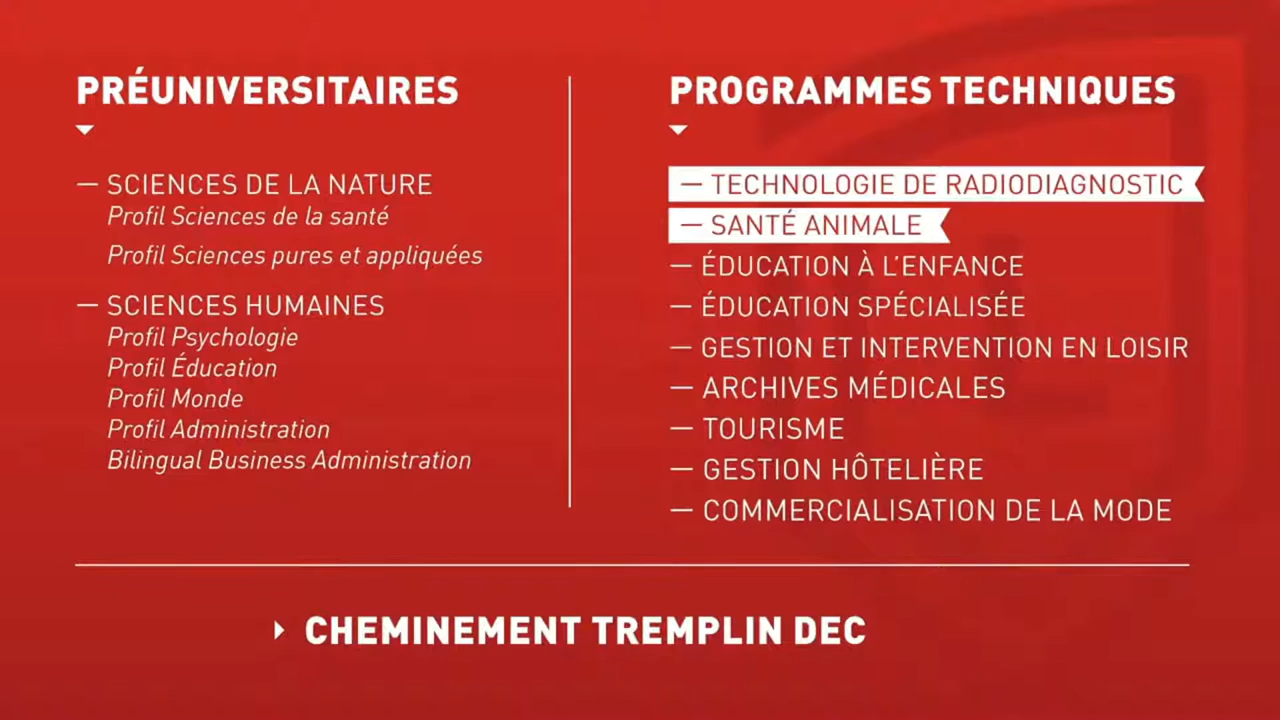 PRÉUNIVERSITAIRES
— SCIENCES DE LA NATURE
Profil Sciences de la santé
Profil Sciences pures et appliquées
— SCIENCES HUMAINES
Profil Psychologie
Profil Éducation
Profil Monde
Profil Administration
Bilingual Business Administration
PROGRAMMES TECHNIQUES
— TECHNOLOGIE DE RADIODIAGNOSTIC
— SANTÉ ANIMALE
— ÉDUCATION À L'ENFANCE
— ÉDUCATION SPÉCIALISÉE
— GESTION ET INTERVENTION EN LOISIR
— ARCHIVES MÉDICALES
— TOURISME
— GESTION HÔTELIÈRE
— COMMERCIALISATION DE LA MODE
CHEMINEMENT TREMPLIN DEC